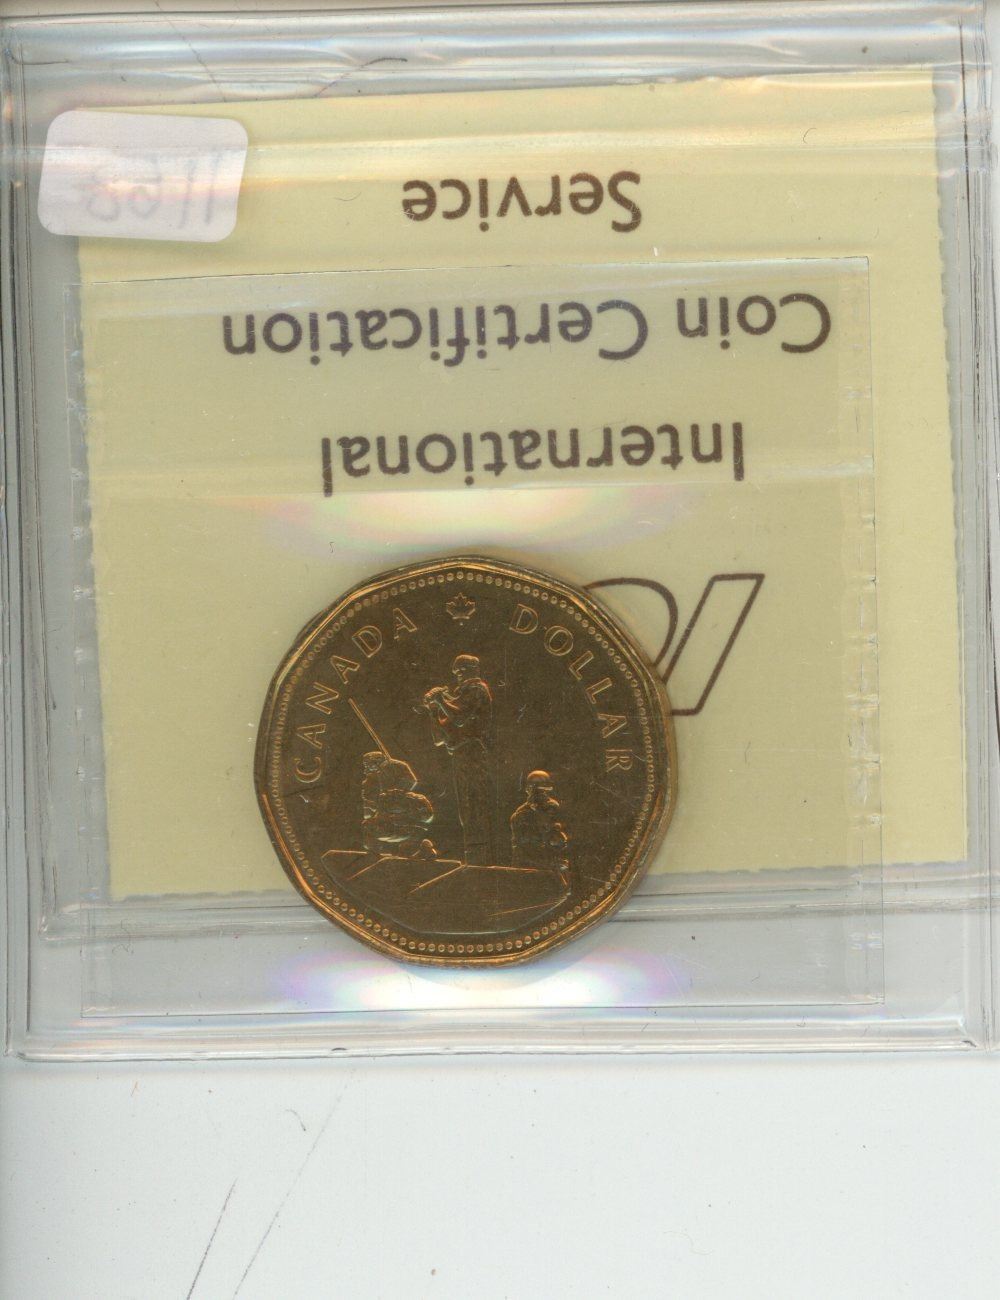 International
Coin Certification
Service
CANADA DOLLAR